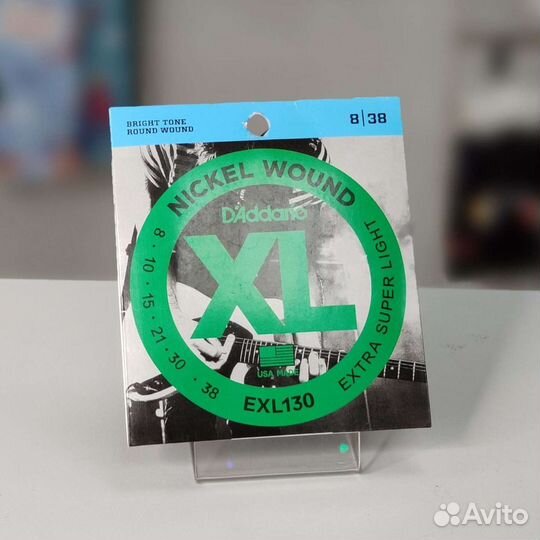 BRIGHT TONE
ROUND WOUND
8|38
NICKEL WOUND
D'Addario
XL
8 · 10 · 15 · 21 · 30 · 38
EXTRA SUPER LIGHT
USA MADE
EXL130
Avito